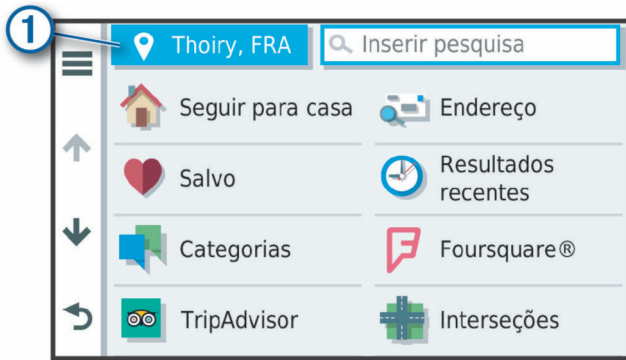 1
Thoiry, FRA
Inserir pesquisa
Seguir para casa
Endereço
Salvo
Resultados
recentes
Categorias
Foursquare®
TripAdvisor
Interseções